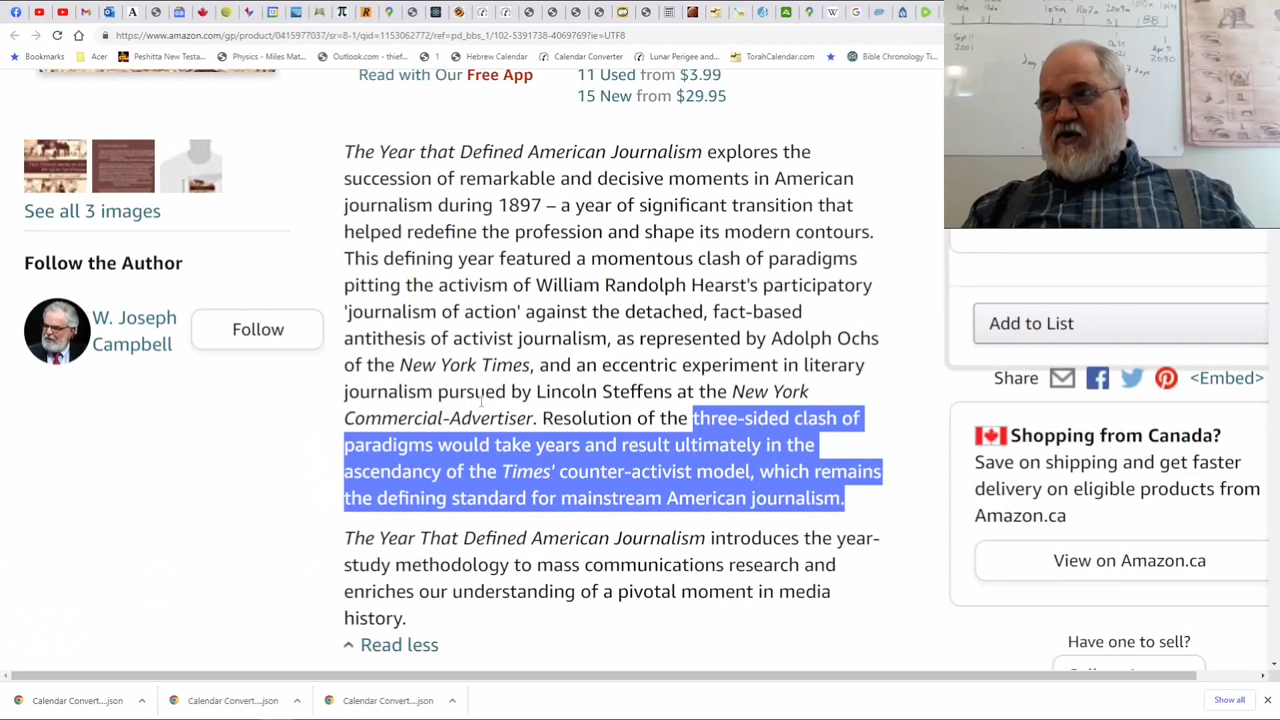 https://www.amazon.com/gp/product/0415977037/sr=8-1/qid=1153062772/ref=pd_bbs_1/102-5391738-4069769?ie=UTF8
Bookmarks
Acer
Peshitta New Testa...
Physics - Miles Mat...
Outlook.com - thief...
1
Hebrew Calendar
Calendar Converter
Lunar Perigee and...
TorahCalendar.com
Bible Chronology Ti...
Sept 11
2001
Apr 5
2030
7 days
88
Read with Our Free App
11 Used from $3.99
15 New from $29.95
See all 3 images
Follow the Author
W. Joseph
Campbell
Follow
The Year that Defined American Journalism explores the
succession of remarkable and decisive moments in American
journalism during 1897 – a year of significant transition that
helped redefine the profession and shape its modern contours.
This defining year featured a momentous clash of paradigms
pitting the activism of William Randolph Hearst's participatory
'journalism of action' against the detached, fact-based
antithesis of activist journalism, as represented by Adolph Ochs
of the New York Times, and an eccentric experiment in literary
journalism pursued by Lincoln Steffens at the New York
Commercial-Advertiser. Resolution of the three-sided clash of
paradigms would take years and result ultimately in the
ascendancy of the Times' counter-activist model, which remains
the defining standard for mainstream American journalism.
The Year That Defined American Journalism introduces the year-
study methodology to mass communications research and
enriches our understanding of a pivotal moment in media
history.
Read less
Add to List
Share
<Embed>
Shopping from Canada?
Save on shipping and get faster
delivery on eligible products from
Amazon.ca
View on Amazon.ca
Have one to sell?
Calendar Convert....json
Calendar Convert....json
Calendar Convert....json
Show all